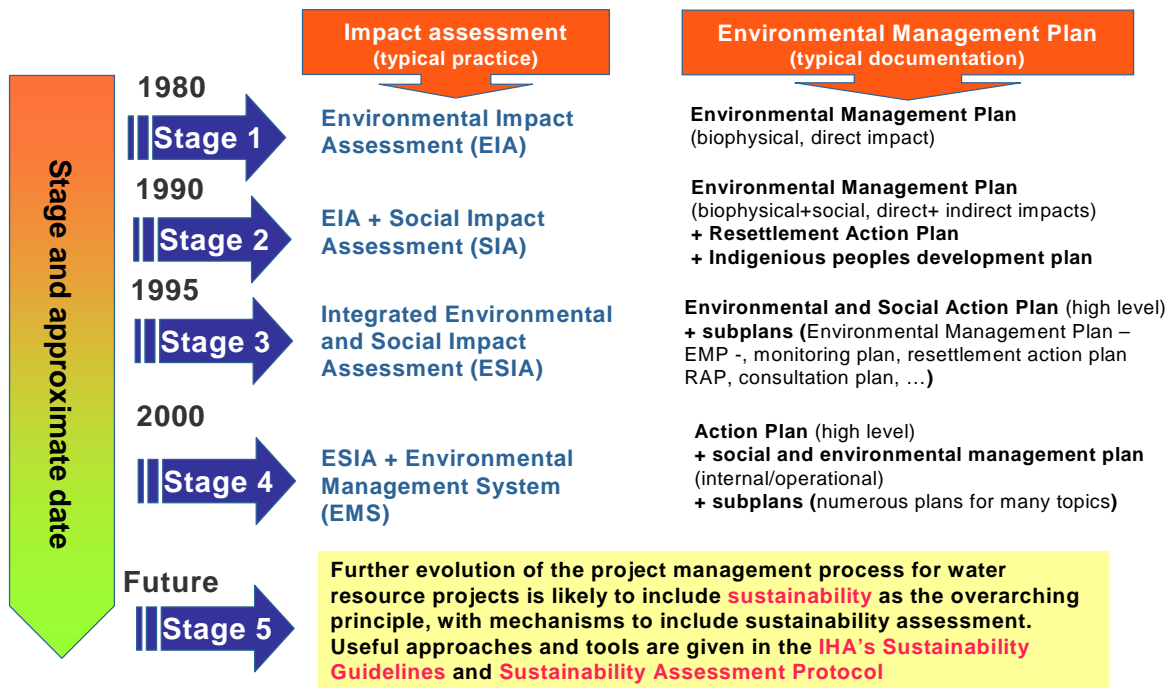 Impact assessment
(typical practice)
Environmental Management Plan
(typical documentation)
Stage and approximate date
1980
Stage 1
Environmental Impact
Assessment (EIA)
Environmental Management Plan
(biophysical, direct impact)
1990
Stage 2
EIA + Social Impact
Assessment (SIA)
Environmental Management Plan
(biophysical+social, direct+ indirect impacts)
+ Resettlement Action Plan
+ Indigenious peoples development plan
1995
Stage 3
Integrated Environmental
and Social Impact
Assessment (ESIA)
Environmental and Social Action Plan (high level)
+ subplans (Environmental Management Plan –
EMP -, monitoring plan, resettlement action plan
RAP, consultation plan, …)
2000
Stage 4
ESIA + Environmental
Management System
(EMS)
Action Plan (high level)
+ social and environmental management plan
(internal/operational)
+ subplans (numerous plans for many topics)
Future
Stage 5
Further evolution of the project management process for water
resource projects is likely to include sustainability as the overarching
principle, with mechanisms to include sustainability assessment.
Useful approaches and tools are given in the IHA's Sustainability
Guidelines and Sustainability Assessment Protocol